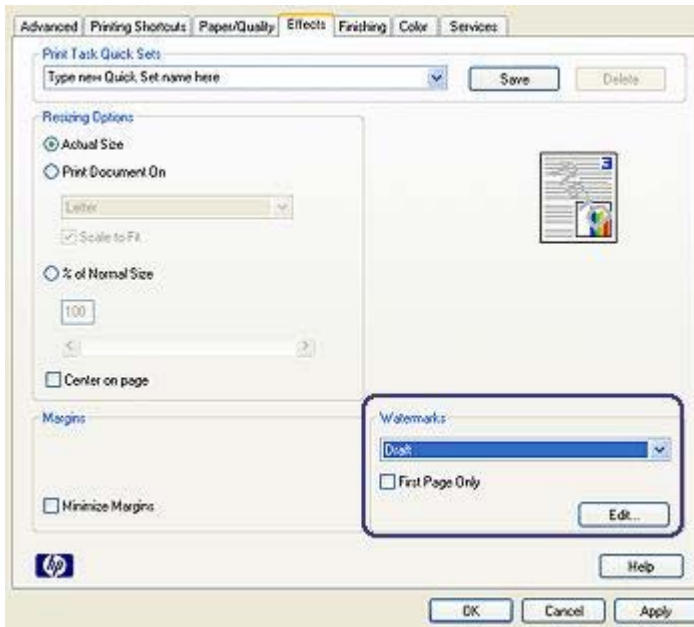 Advanced Printing Shortcuts Paper/Quality Effects Finishing Color Services
Print Task Quick Sets
Type new Quick Set name here Save Delete
Resizing Options
Actual Size
Print Document On
Letter
Scale to Fit
% of Normal Size
100
Center on page
3
Margins
Minimize Margins
Watermarks
Draft
First Page Only
Edit...
hp
Help
OK Cancel Apply